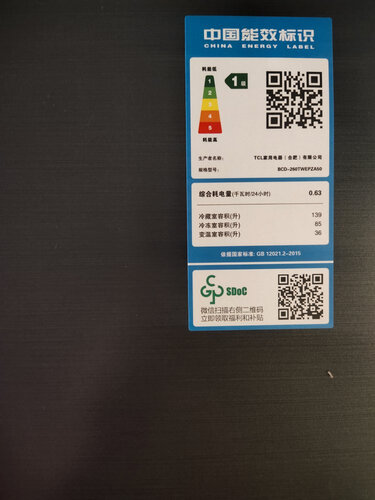 中国能效标识
CHINA ENERGY LABEL
耗能低
1
2
3
4
5
耗能高
1级
生产者名称： TCL家用电器（合肥）有限公司
规格型号： BCD-260TWEPZA50
综合耗电量(千瓦时/24小时) 0.63
冷藏室容积(升) 139
冷冻室容积(升) 85
变温室容积(升) 36
依据国家标准: GB 12021.2-2015
CGP SDoC
微信扫描右侧二维码
立即领取福利和补贴